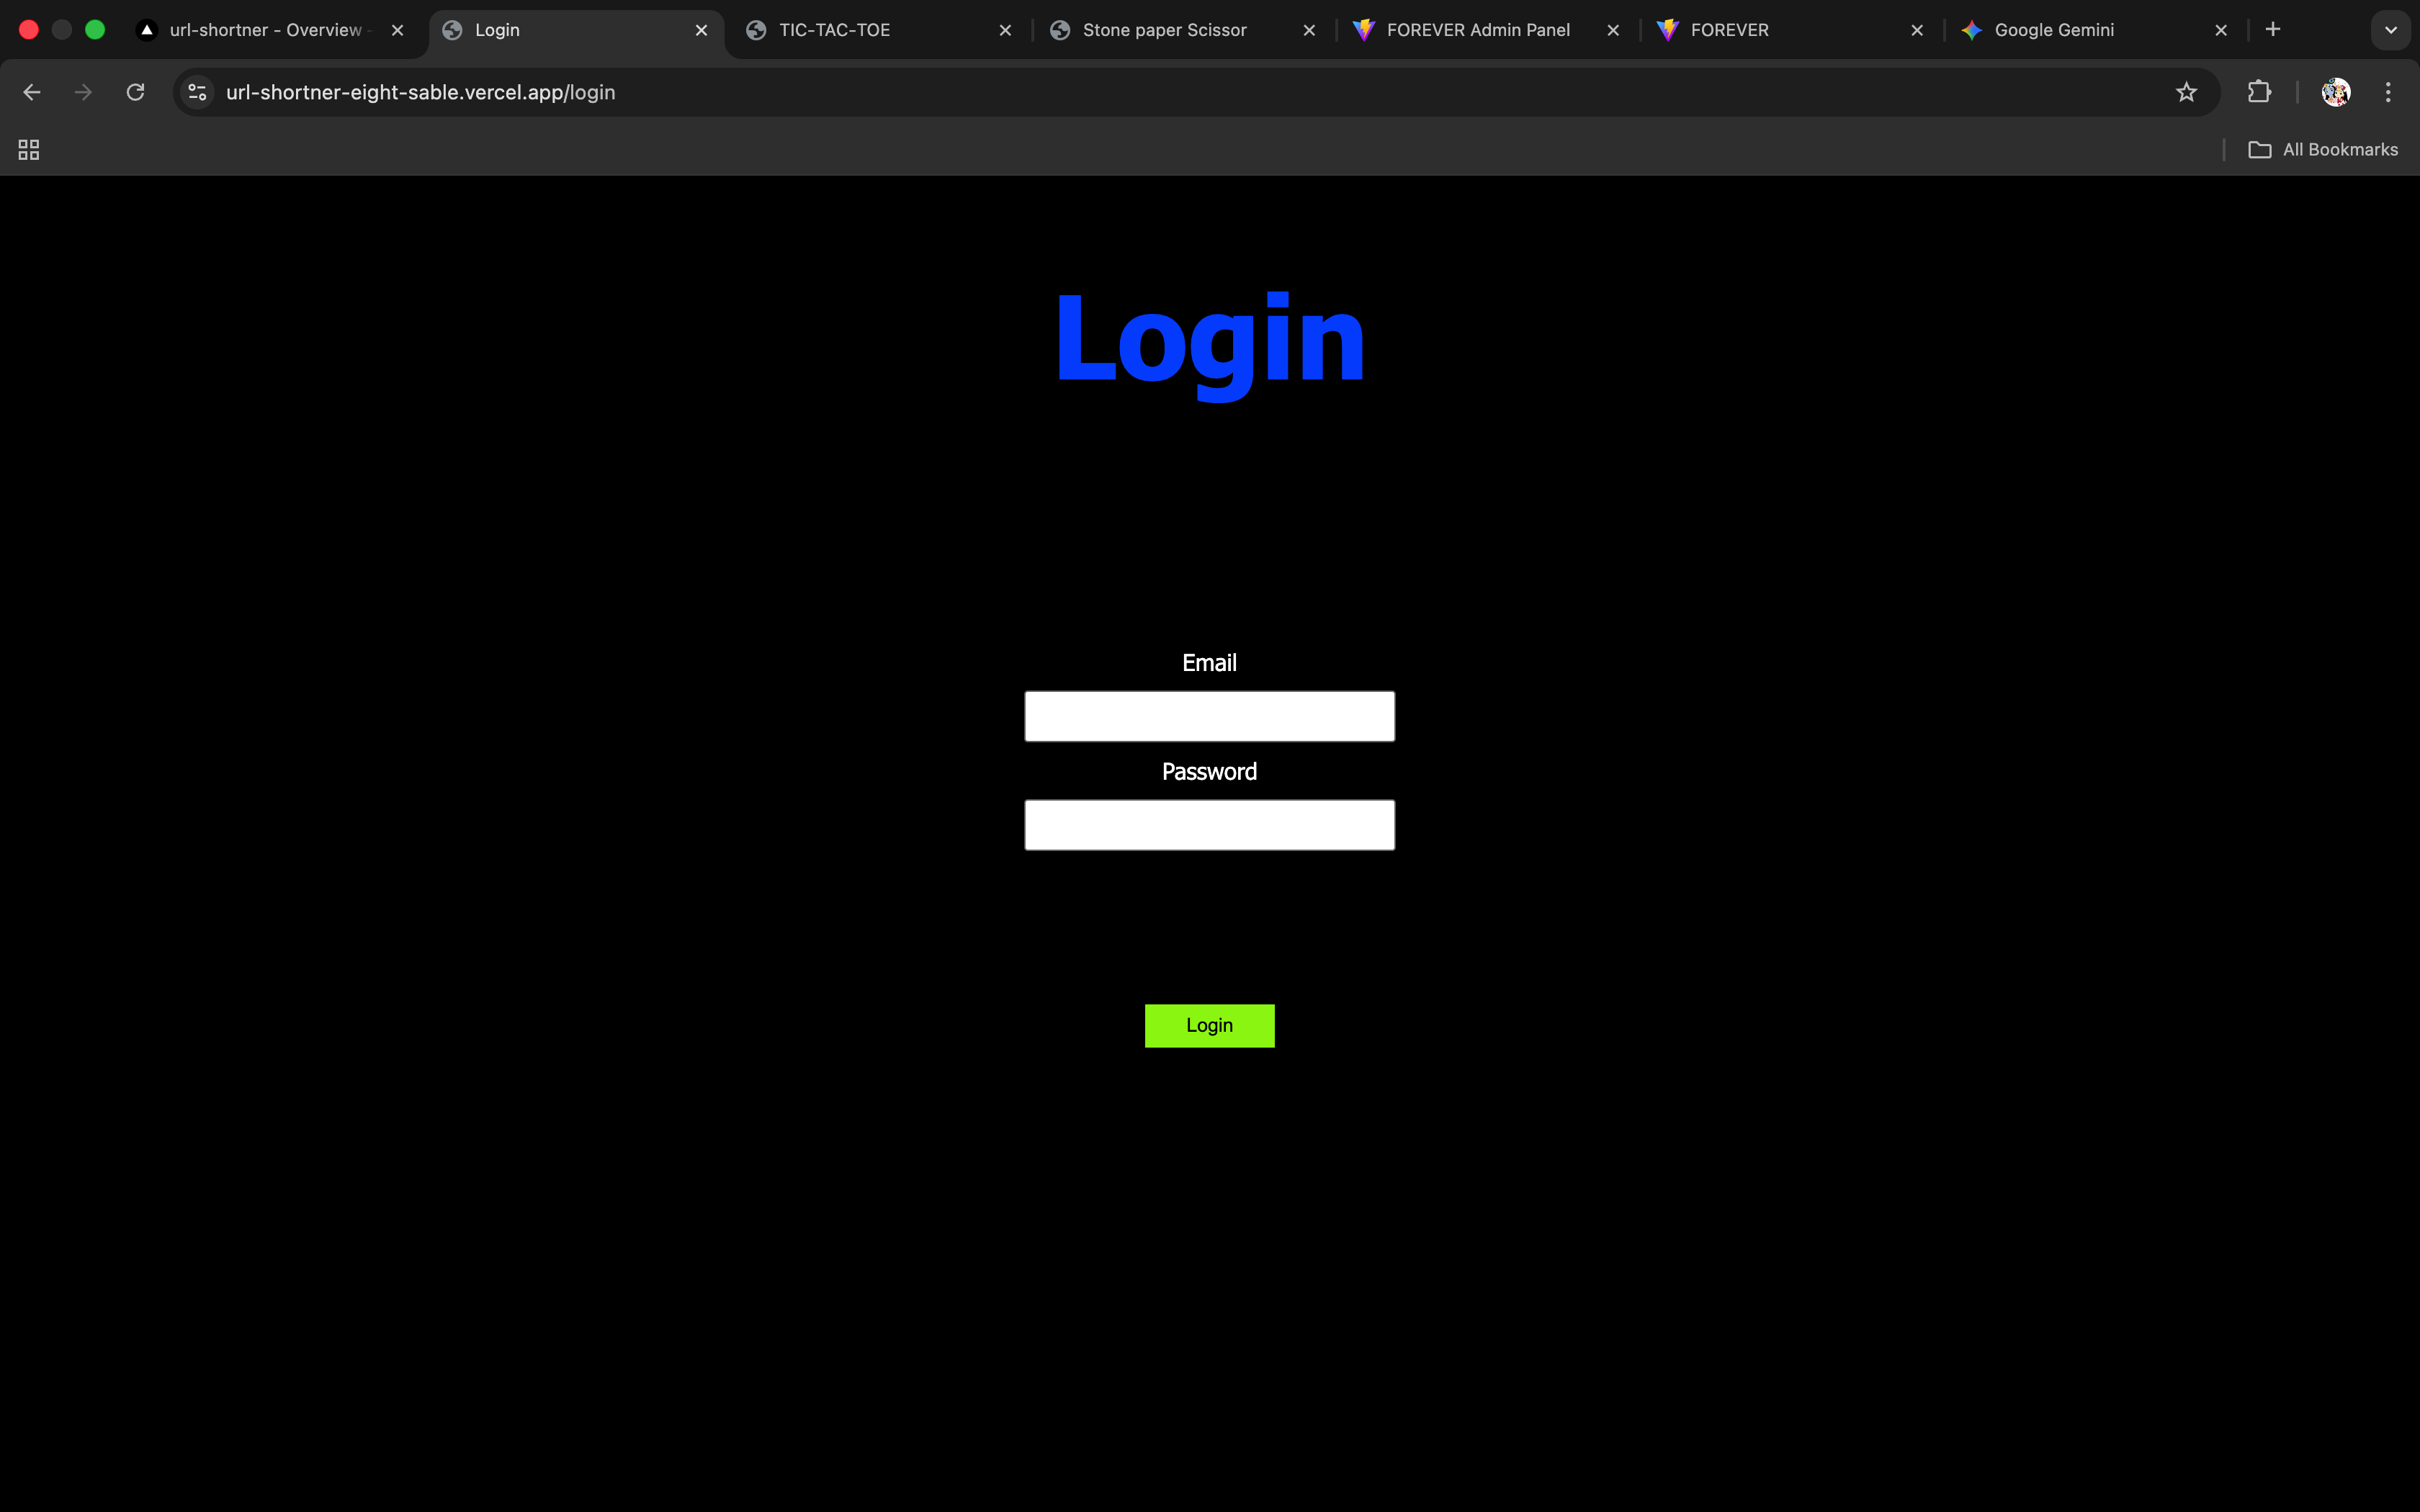 url-shortner - Overview -
Login
TIC-TAC-TOE
Stone paper Scissor
FOREVER Admin Panel
FOREVER
Google Gemini
url-shortner-eight-sable.vercel.app/login
All Bookmarks
Login
Email
Password
Login